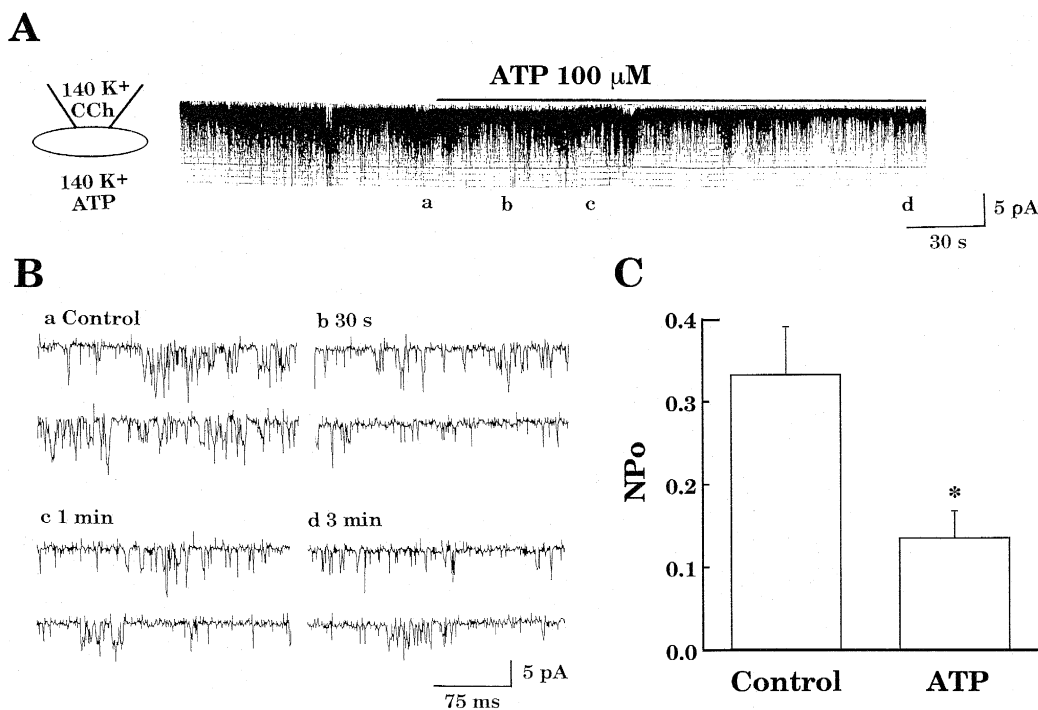 A
140 K+
CCh
140 K+
ATP
ATP 100 μM
a b c d
5 pA
30 s
B
a Control
b 30 s
c 1 min
d 3 min
5 pA
75 ms
C
NPo
0.4
0.3
0.2
0.1
0.0
*
Control ATP